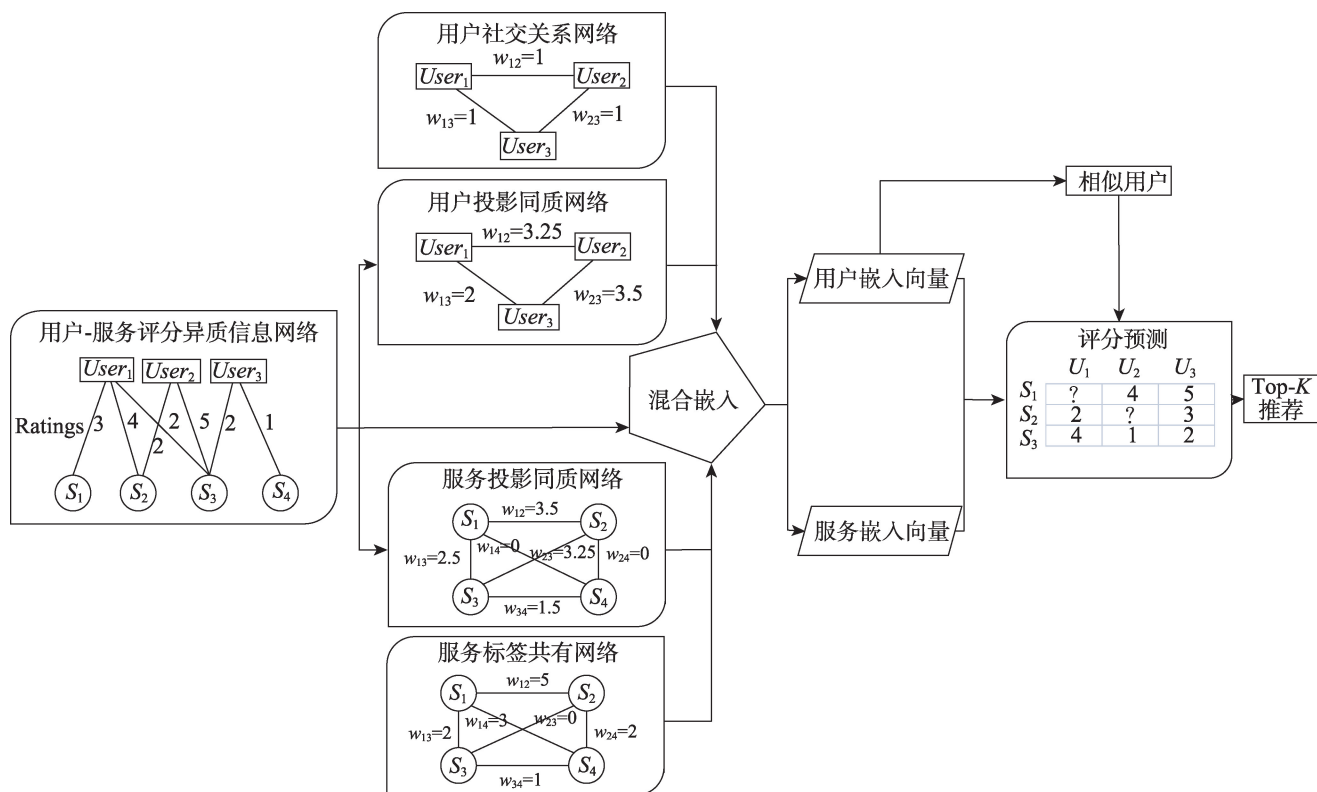 用户社交关系网络
w₁₂=1
User₁ User₂
w₁₃=1 w₂₃=1
User₃
用户投影同质网络
w₁₂=3.25
User₁ User₂
w₁₃=2 w₂₃=3.5
User₃
用户-服务评分异质信息网络
User₁ User₂ User₃
Ratings 3 4 2 2 5 2 1
S₁ S₂ S₃ S₄
混合嵌入
服务投影同质网络
w₁₂=3.5
S₁ S₂
w₁₃=2.5 w₁₄=0 w₂₃=3.25 w₂₄=0
S₃ S₄
w₃₄=1.5
服务标签共有网络
w₁₂=5
S₁ S₂
w₁₃=2 w₁₄=3 w₂₃=0 w₂₄=2
S₃ S₄
w₃₄=1
相似用户
用户嵌入向量
服务嵌入向量
评分预测
U₁ U₂ U₃
S₁ ? 4 5
S₂ 2 ? 3
S₃ 4 1 2
Top-K
推荐